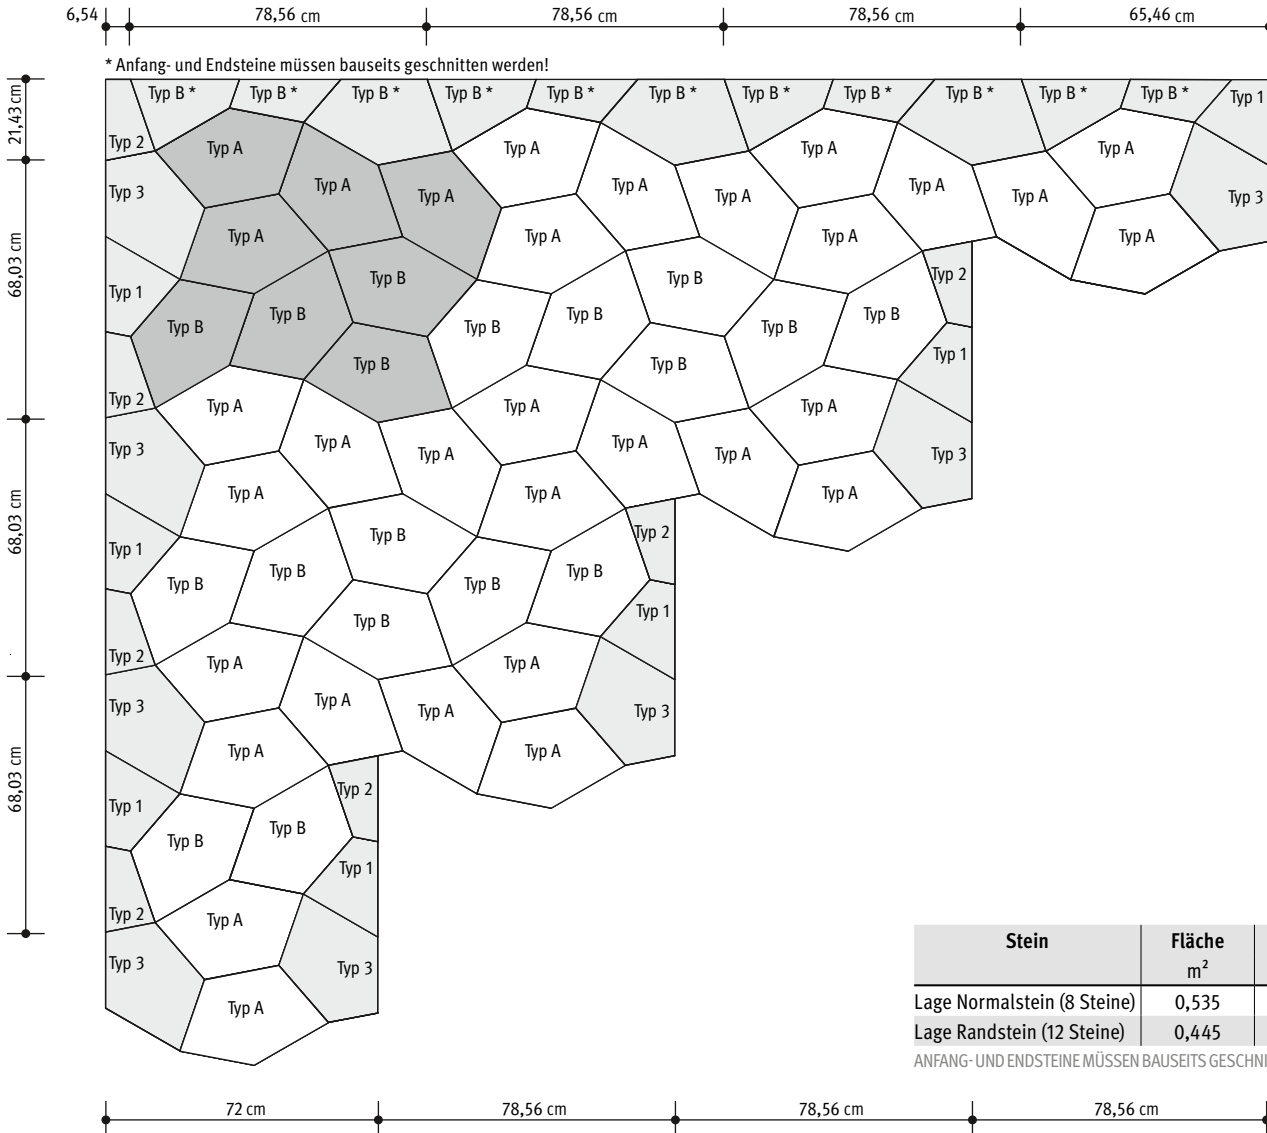 6,54 78,56 cm 78,56 cm 78,56 cm 65,46 cm
* Anfang- und Endsteine müssen bauseits geschnitten werden!
21,43 cm
68,03 cm
68,03 cm
68,03 cm
Typ B * Typ B * Typ B * Typ B * Typ B * Typ B * Typ B * Typ B * Typ B * Typ B * Typ B * Typ 1
Typ 2 Typ A Typ A Typ A Typ A
Typ 3 Typ A Typ A Typ A Typ A Typ A Typ A Typ 3
Typ A Typ A Typ A Typ A
Typ 1 Typ B Typ B Typ 2
Typ B Typ B Typ B Typ B Typ B Typ B
Typ B Typ B Typ 1
Typ 2 Typ A Typ A Typ A
Typ 3 Typ A Typ A Typ A Typ A Typ 3
Typ A Typ A Typ A
Typ 1 Typ B Typ 2
Typ B Typ B Typ B Typ B
Typ B Typ 1
Typ 2 Typ A Typ A
Typ 3 Typ A Typ A Typ 3
Typ A Typ A
Typ 1 Typ 2
Typ B Typ B
Typ 1
Typ 2 Typ A
Typ 3 Typ 3
Typ A
Stein Fläche
m²
Lage Normalstein (8 Steine) 0,535
Lage Randstein (12 Steine) 0,445
ANFANG- UND ENDSTEINE MÜSSEN BAUSEITS GESCHNI
72 cm 78,56 cm 78,56 cm 78,56 cm